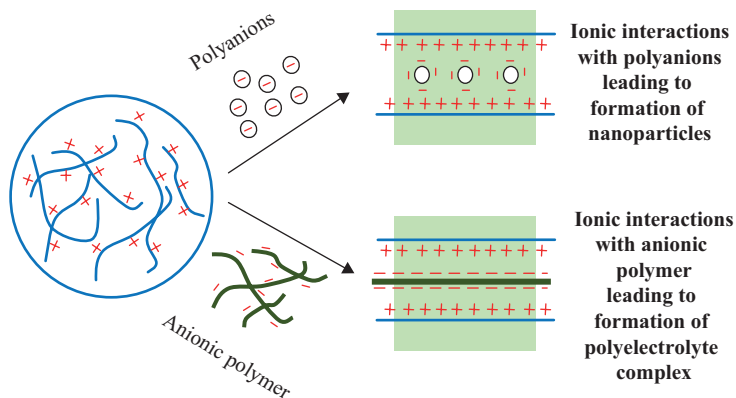 Polyanions
Ionic interactions
with polyanions
leading to
formation of
nanoparticles
Anionic polymer
Ionic interactions
with anionic
polymer
leading to
formation of
polyelectrolyte
complex